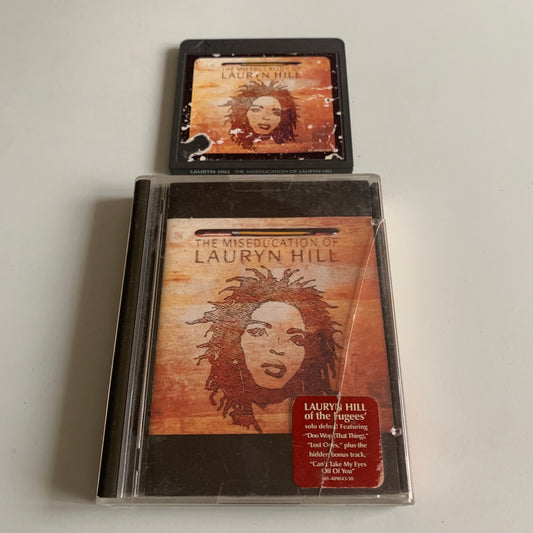 THE MISEDUCATION OF
LAURYN HILL
LAURYN HILL THE MISEDUCATION OF LAURYN HILL
THE MISEDUCATION OF
LAURYN HILL
LAURYN HILL
of the Fugees'
solo debut! Featuring
"Doo Wop (That Thing),"
"Lost Ones," plus the
hidden bonus track,
"Can't Take My Eyes
Off Of You"